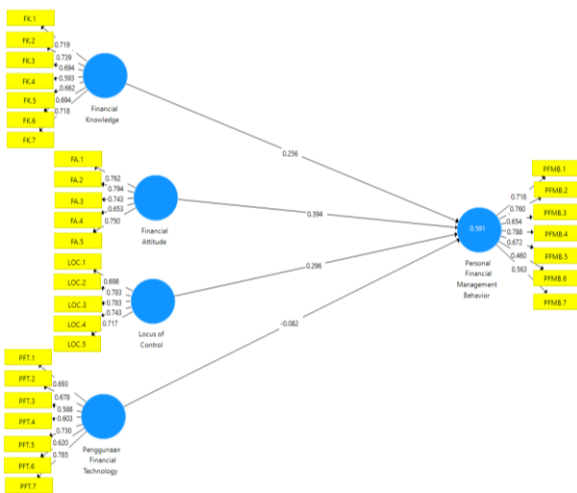 FK.1
FK.2
FK.3
FK.4
FK.5
FK.6
FK.7
0.719
0.739
0.694
0.593
0.662
0.694
0.718
Financial
Knowledge
0.256
FA.1
FA.2
FA.3
FA.4
FA.5
0.762
0.794
0.743
0.653
0.750
Financial
Attitude
0.394
LOC.1
LOC.2
LOC.3
LOC.4
LOC.5
0.698
0.783
0.783
0.743
0.717
Locus of
Control
0.296
PFT.1
PFT.2
PFT.3
PFT.4
PFT.5
PFT.6
PFT.7
0.693
0.678
0.588
0.603
0.730
0.620
0.785
Penggunaan
Financial
Technology
-0.082
0.591
Personal
Financial
Management
Behavior
0.718
0.760
0.654
0.788
0.672
0.460
0.563
PFMB.1
PFMB.2
PFMB.3
PFMB.4
PFMB.5
PFMB.6
PFMB.7